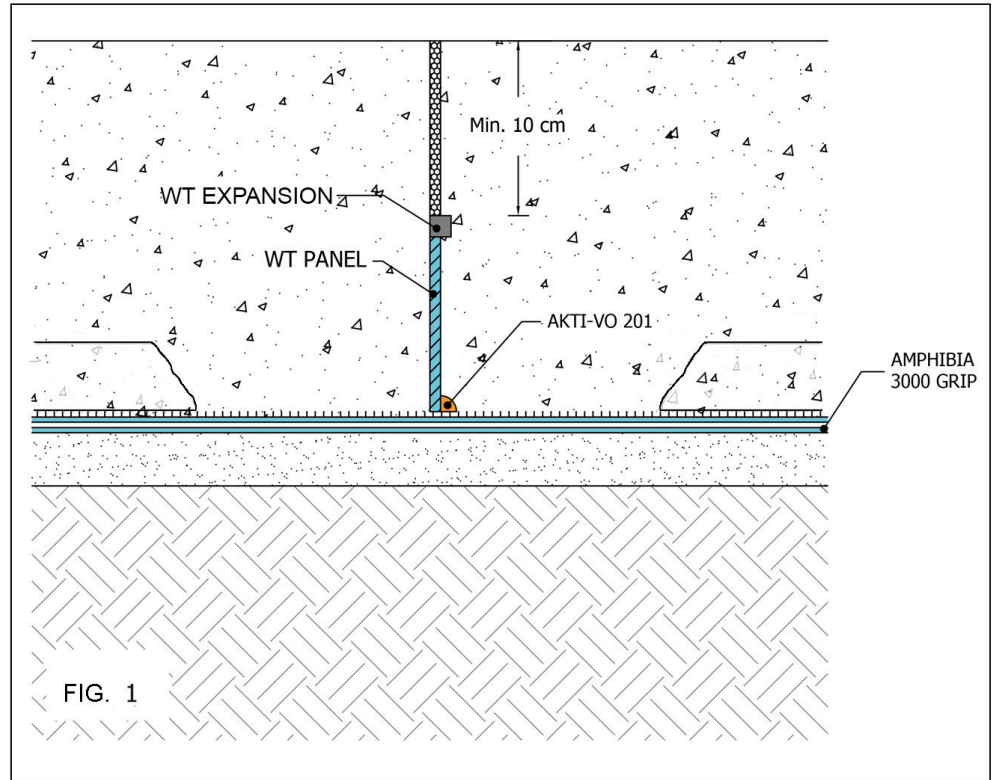 Min. 10 cm
WT EXPANSION
WT PANEL
AKTI-VO 201
AMPHIBIA
3000 GRIP
FIG. 1